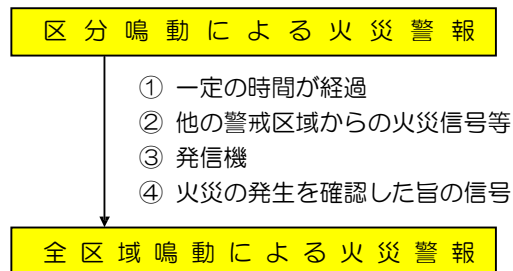 区分鳴動による火災警報
① 一定の時間が経過
② 他の警戒区域からの火災信号等
③ 発信機
④ 火災の発生を確認した旨の信号
全区域鳴動による火災警報